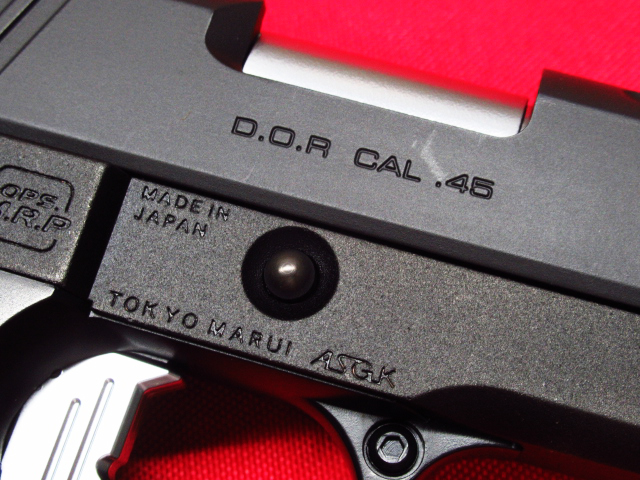 D.O.R CAL .45
OPS.
M.R.P
MADE IN
JAPAN
TOKYO MARUI ASGK